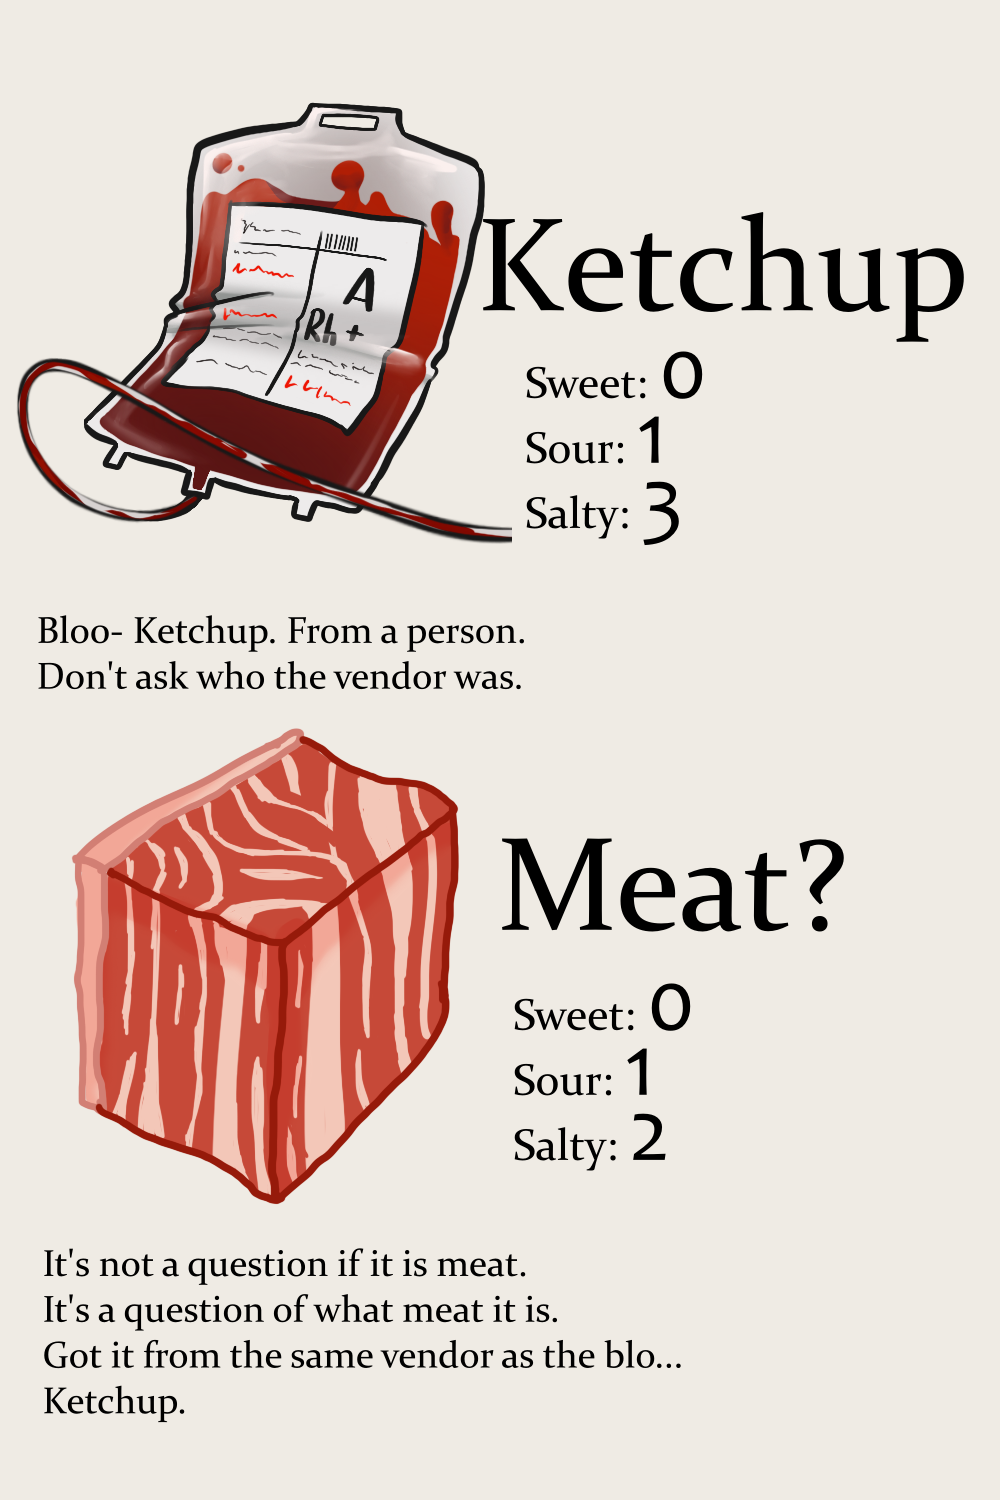 A
Rh +
Ketchup
Sweet: 0
Sour: 1
Salty: 3
Bloo- Ketchup. From a person.
Don't ask who the vendor was.
Meat?
Sweet: 0
Sour: 1
Salty: 2
It's not a question if it is meat.
It's a question of what meat it is.
Got it from the same vendor as the blo...
Ketchup.